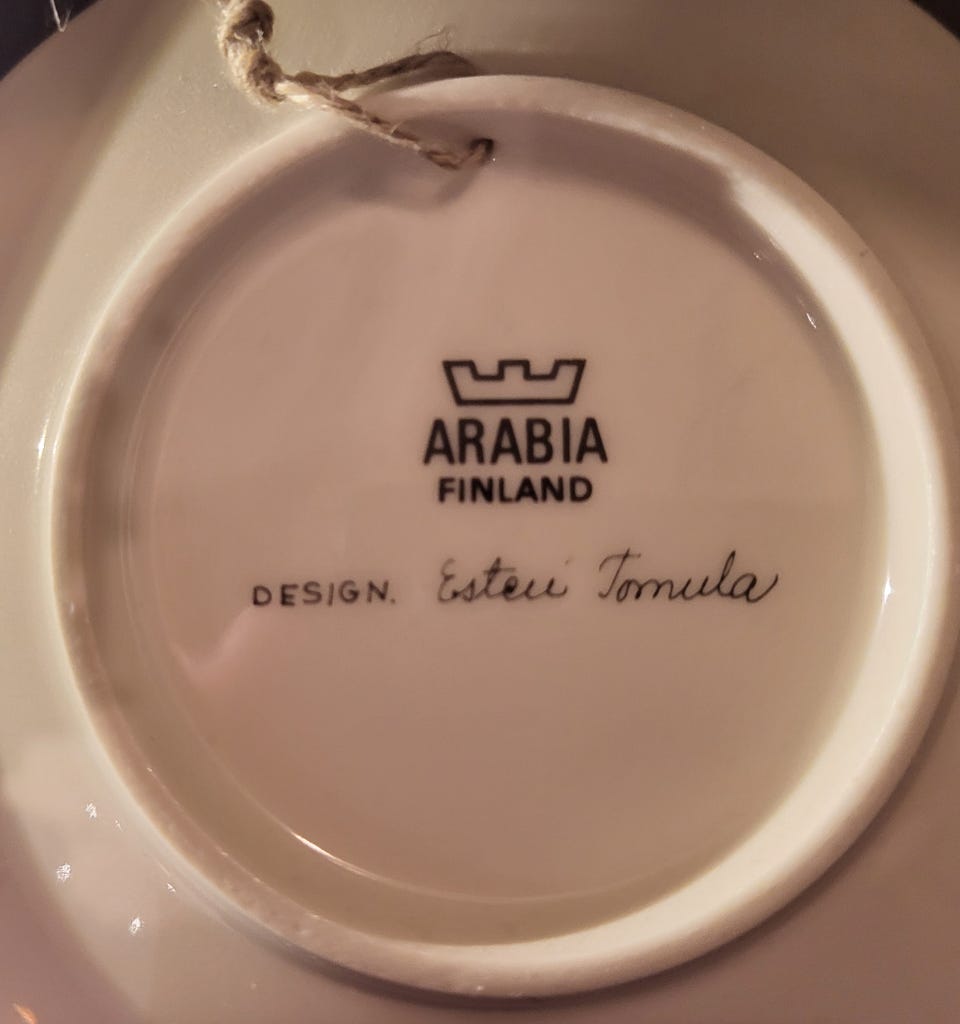 ARABIA
FINLAND
DESIGN. Esteri Tomula